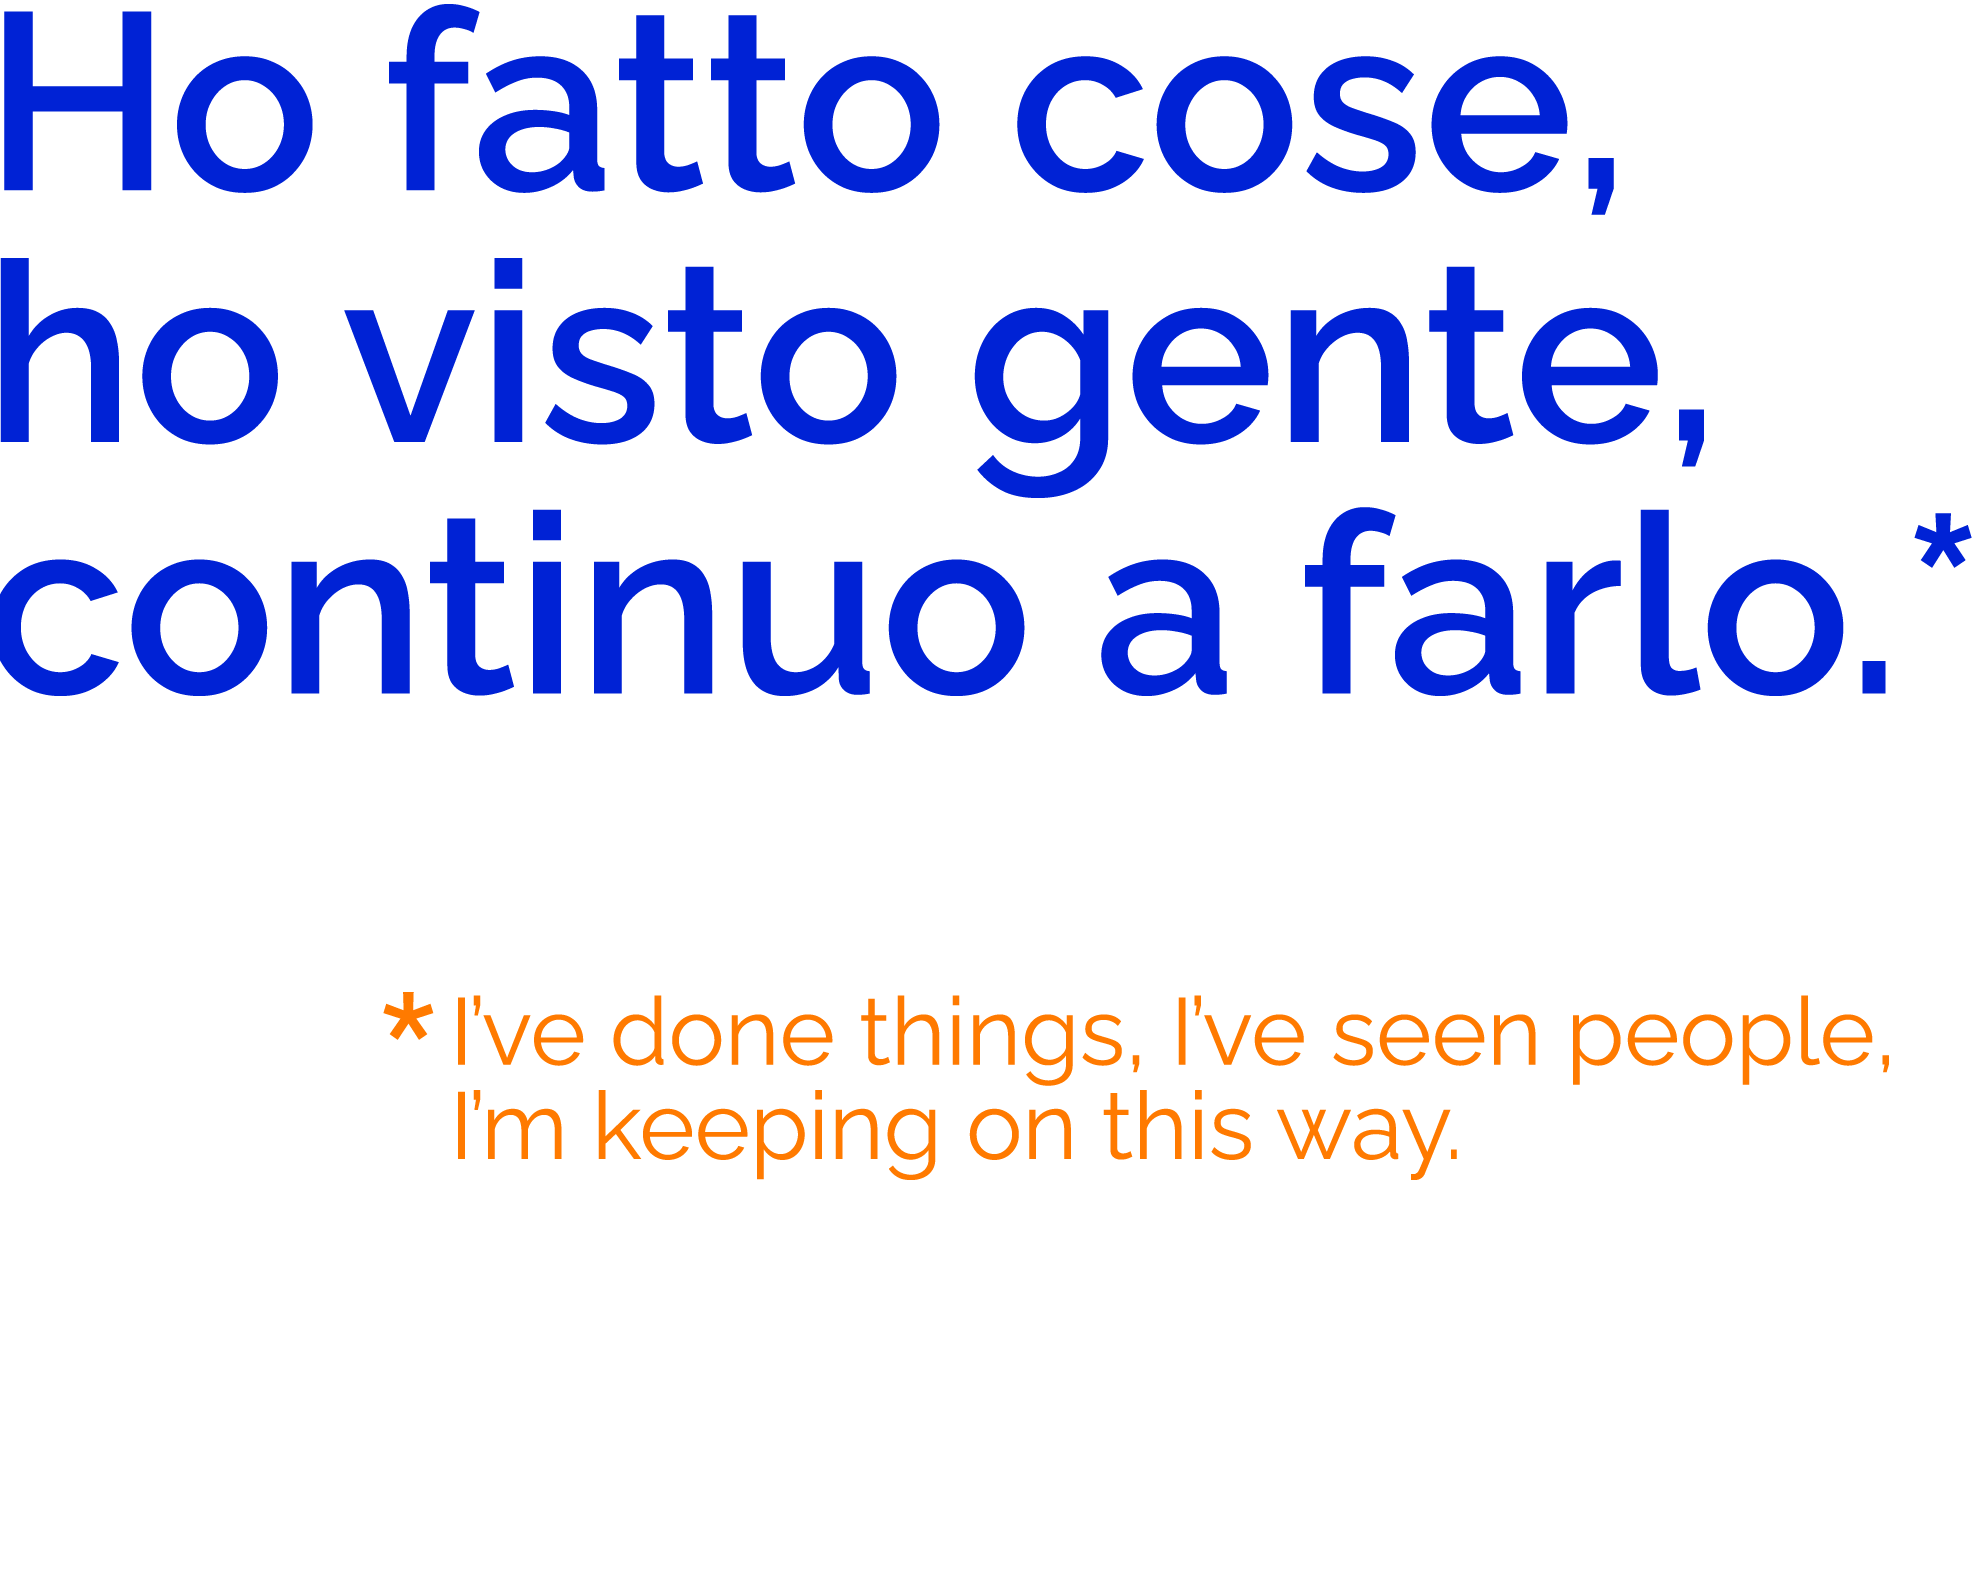 Ho fatto cose,
ho visto gente,
continuo a farlo.*
* I’ve done things, I’ve seen people,
I’m keeping on this way.